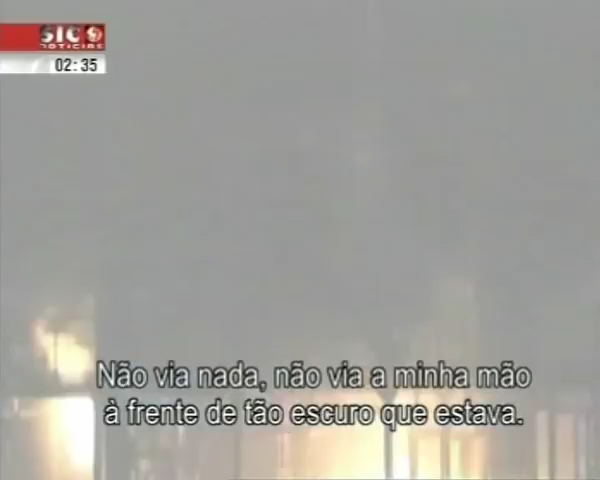 SIC
NOTÍCIAS
02:35
Não via nada, não via a minha mão
à frente de tão escuro que estava.